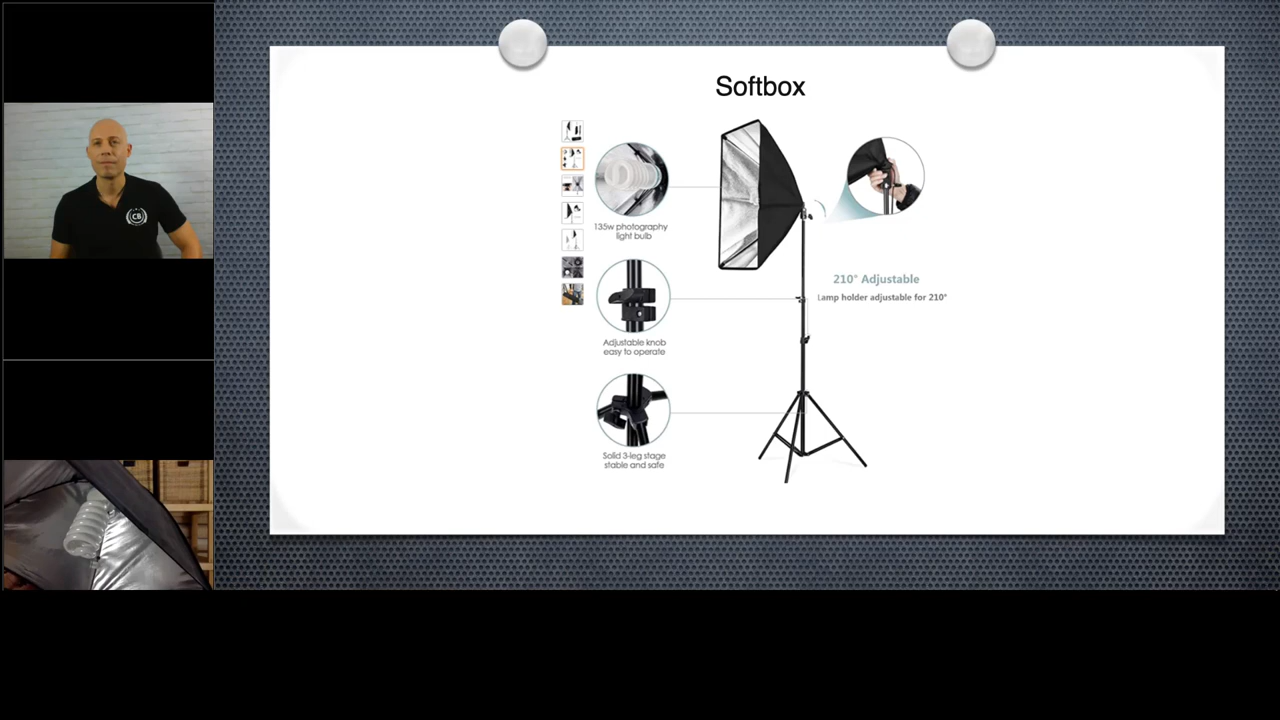 Softbox
135w photography
light bulb
210° Adjustable
Lamp holder adjustable for 210°
Adjustable knob
easy to operate
Solid 3-leg stage
stable and safe
CB